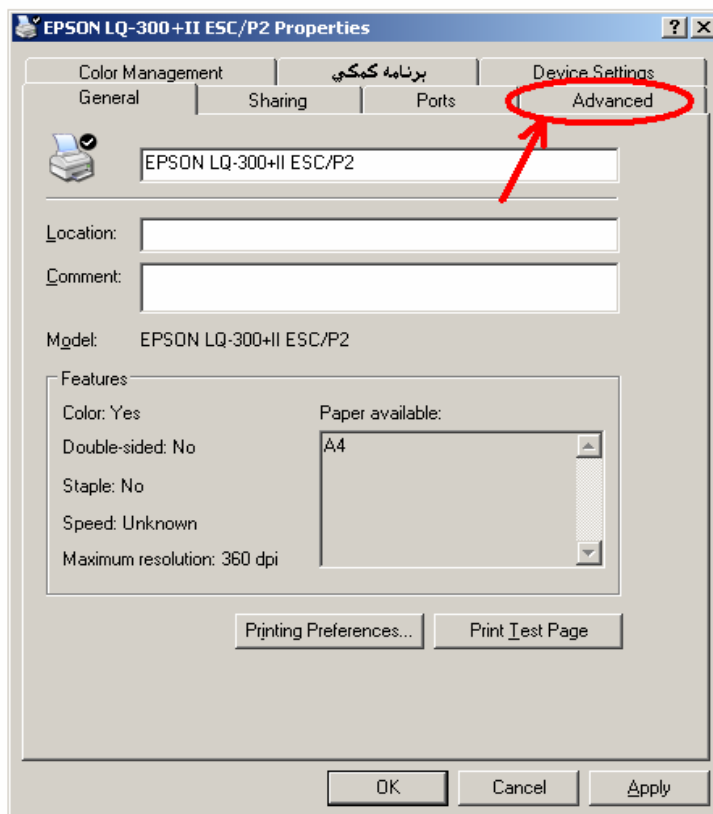 EPSON LQ-300+II ESC/P2 Properties
Color Management برنامه کمکي Device Settings
General Sharing Ports Advanced
EPSON LQ-300+II ESC/P2
Location:
Comment:
Model: EPSON LQ-300+II ESC/P2
Features
Color: Yes Paper available:
Double-sided: No A4
Staple: No
Speed: Unknown
Maximum resolution: 360 dpi
Printing Preferences... Print Test Page
OK Cancel Apply